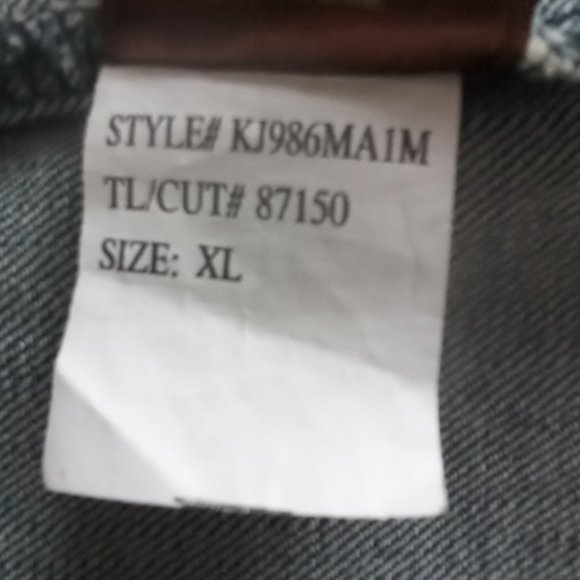 STYLE# KJ986MA1M
TL/CUT# 87150
SIZE: XL